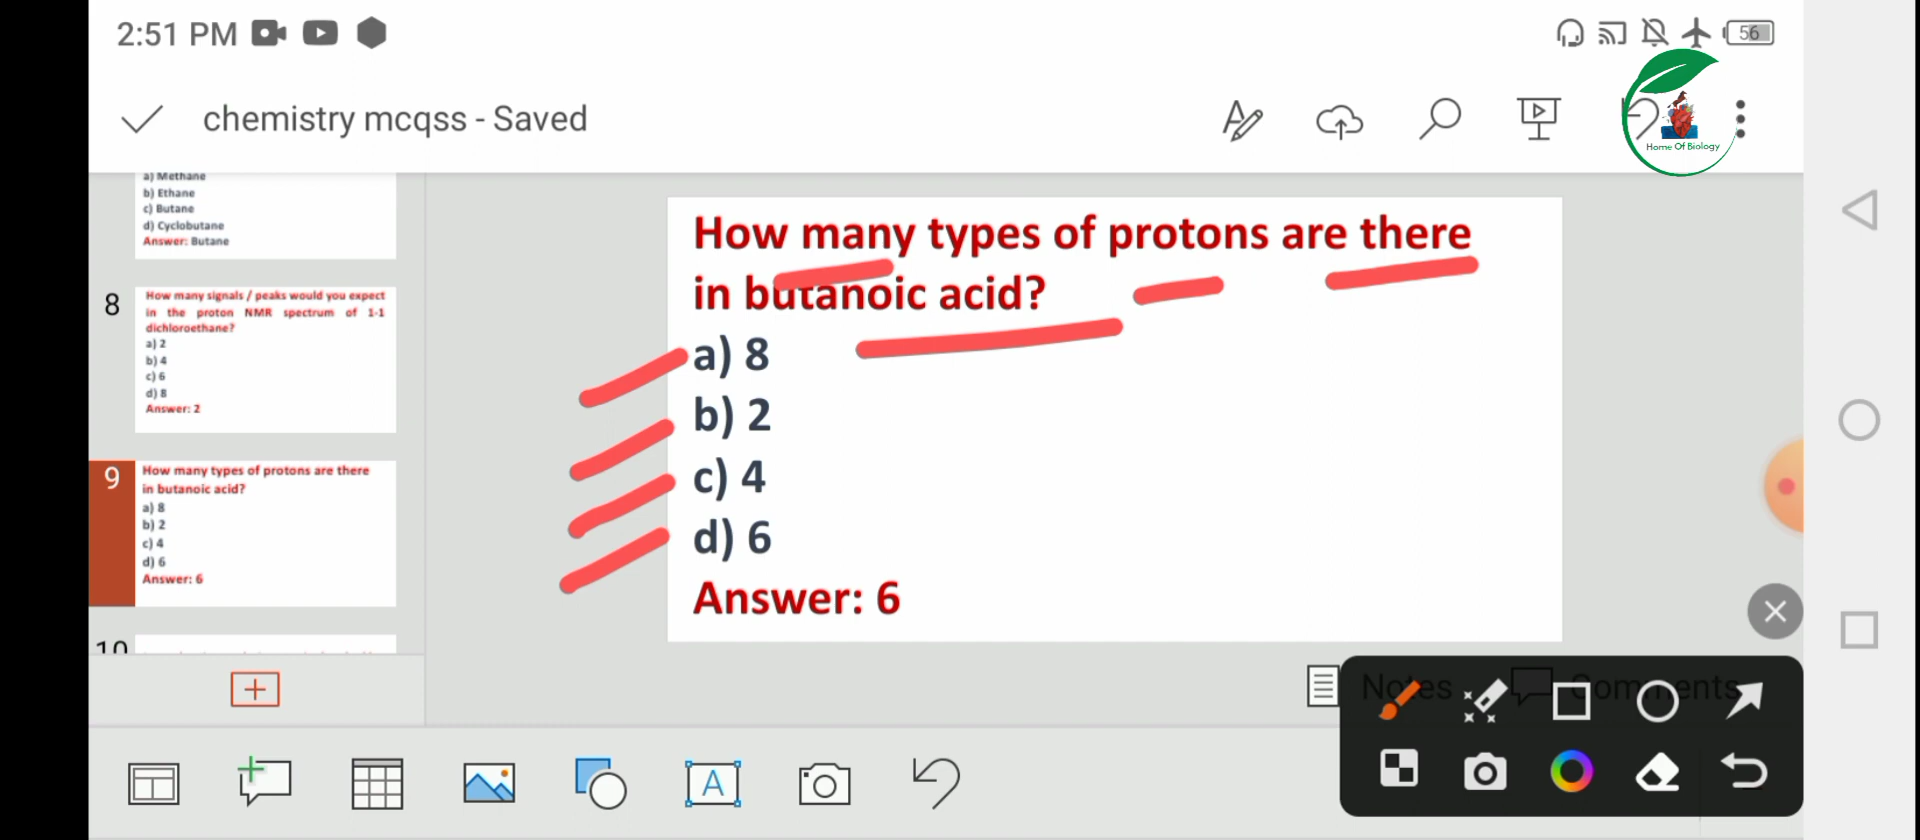 2:51 PM
56
chemistry mcqss - Saved
Home Of Biology
a) Methane
b) Ethane
c) Butane
d) Cyclobutane
Answer: Butane
8
How many signals / peaks would you expect
in the proton NMR spectrum of 1-1
dichloroethane?
a) 2
b) 4
c) 6
d) 8
Answer: 2
9
How many types of protons are there
in butanoic acid?
a) 8
b) 2
c) 4
d) 6
Answer: 6
10
How many types of protons are there
in butanoic acid?
a) 8
b) 2
c) 4
d) 6
Answer: 6
Notes
Comments
A